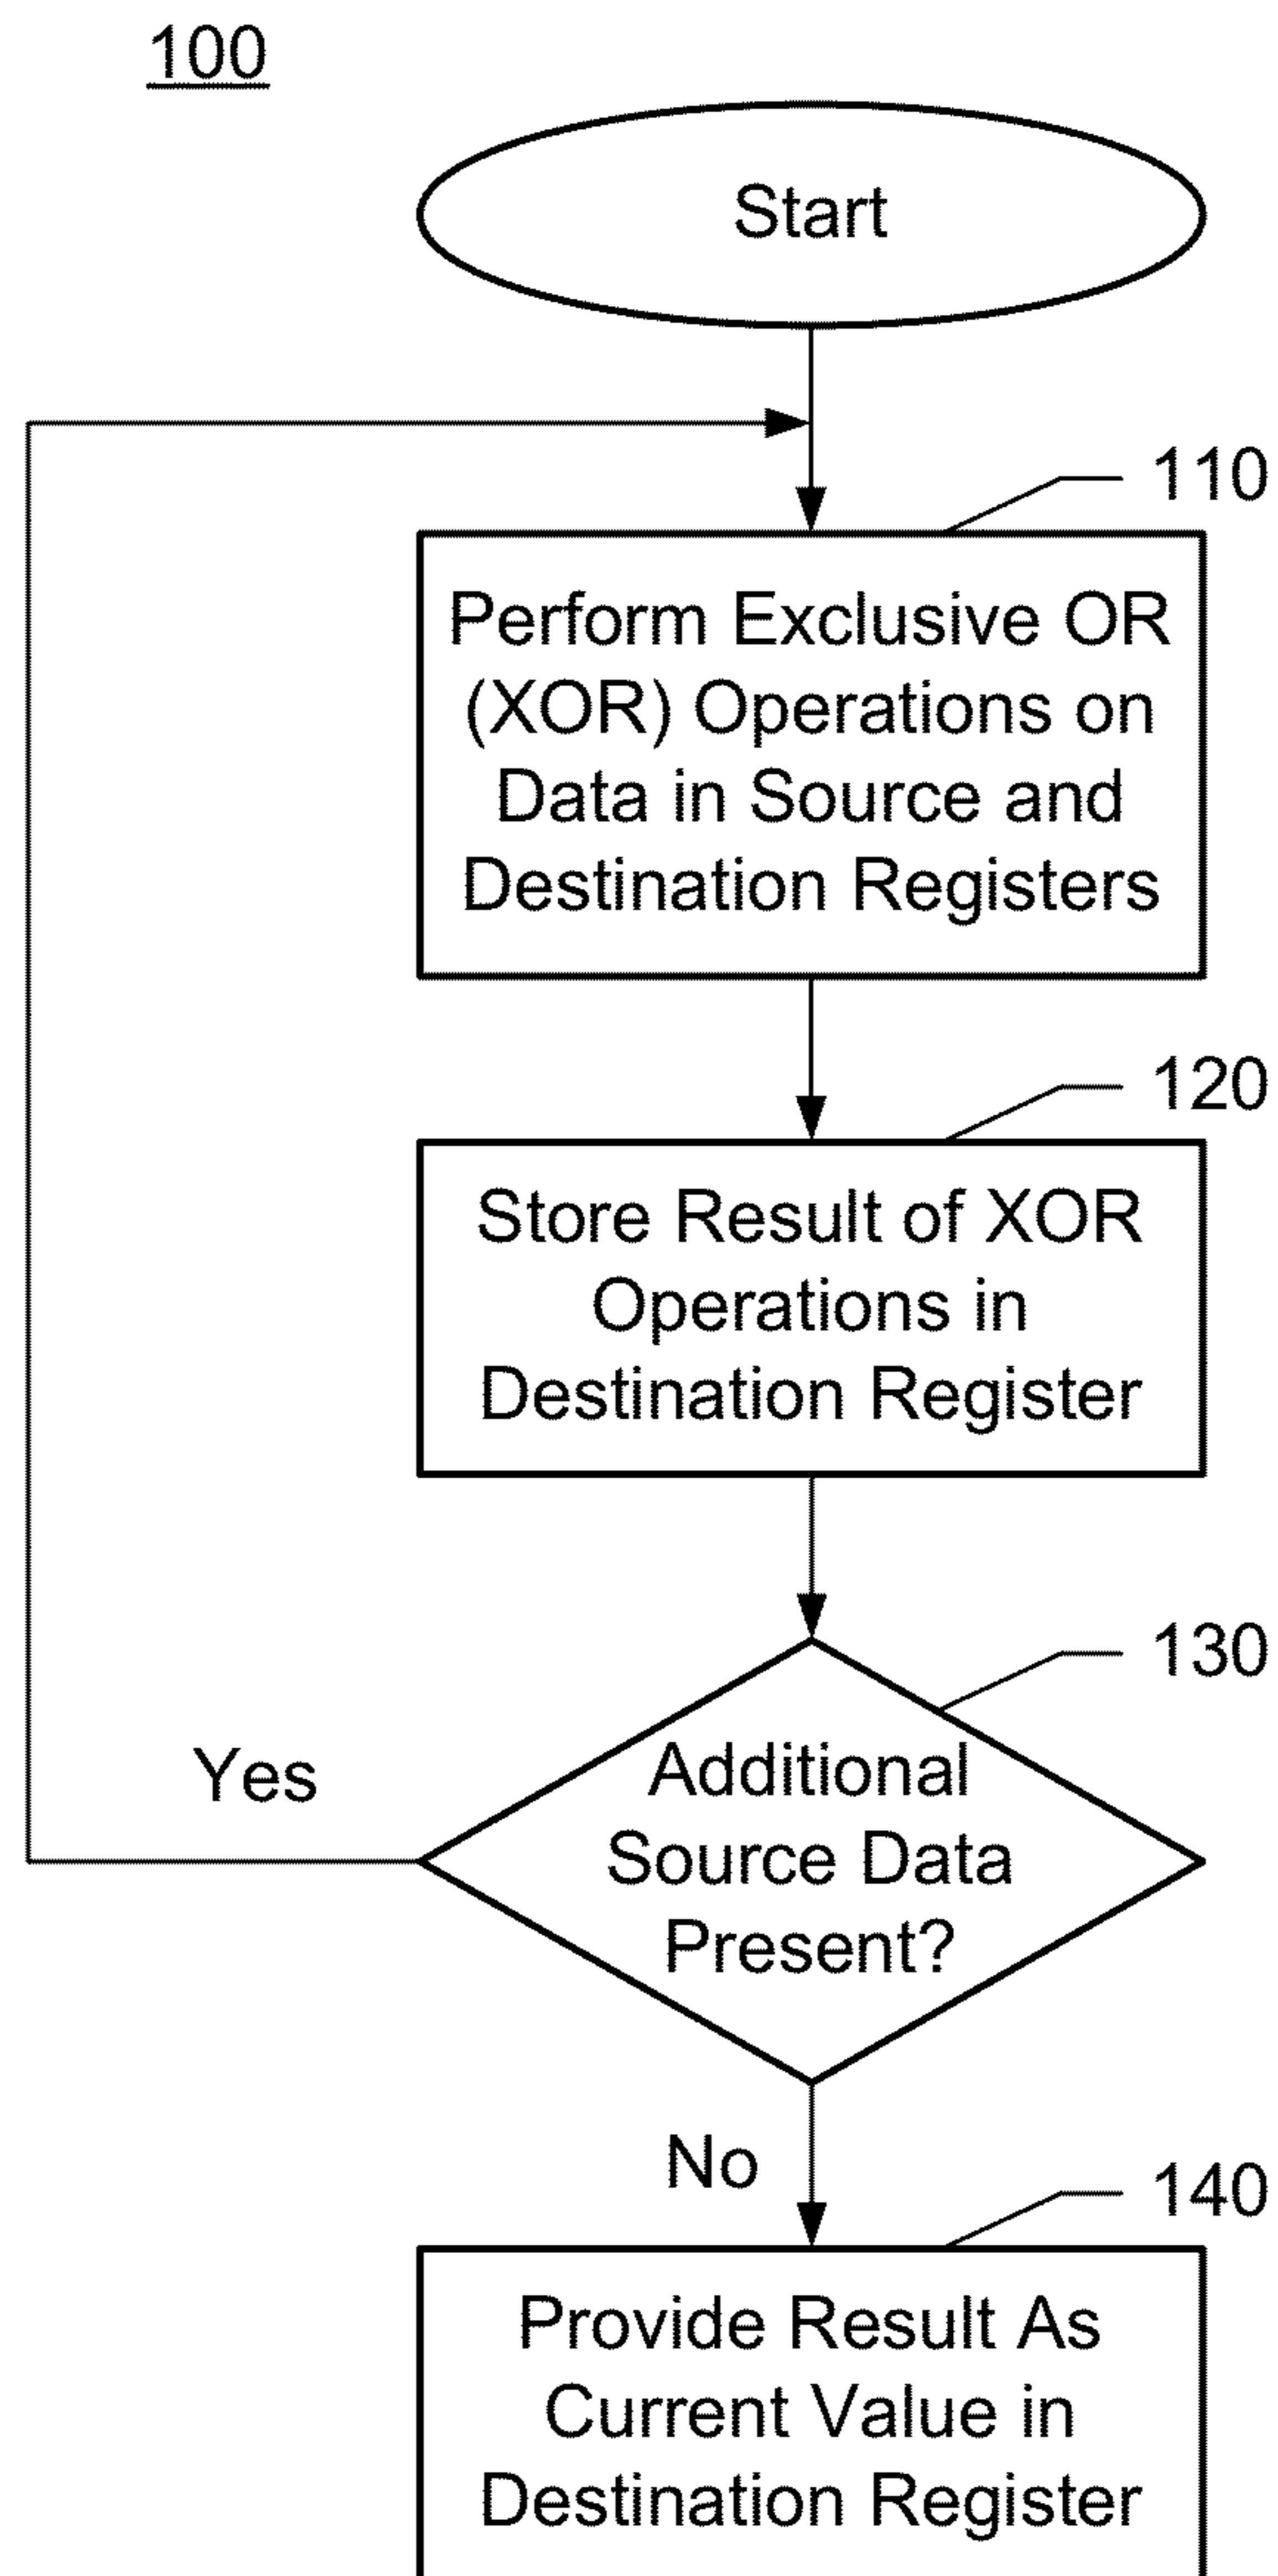 100
Start
110
Perform Exclusive OR
(XOR) Operations on
Data in Source and
Destination Registers
120
Store Result of XOR
Operations in
Destination Register
130
Additional
Source Data
Present?
Yes
No
140
Provide Result As
Current Value in
Destination Register